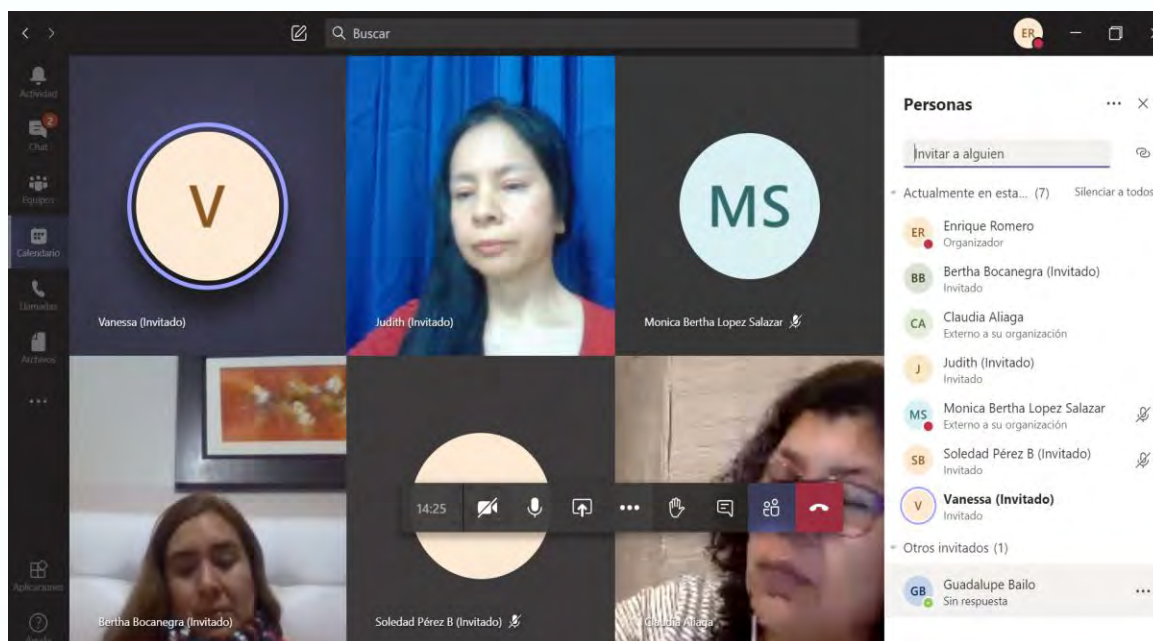 Buscar
ER
Actividad
2
Chat
Equipos
Calendario
Llamadas
Archivos
Aplicaciones
V
Vanessa (Invitado)
Judith (Invitado)
MS
Monica Bertha Lopez Salazar
Bertha Bocanegra (Invitado)
Soledad Pérez B (Invitado)
Claudia Aliaga
14:25
Personas
Invitar a alguien
Actualmente en esta... (7) Silenciar a todos
ER Enrique Romero
Organizador
BB Bertha Bocanegra (Invitado)
Invitado
CA Claudia Aliaga
Externo a su organización
J Judith (Invitado)
Invitado
MS Monica Bertha Lopez Salazar
Externo a su organización
SB Soledad Pérez B (Invitado)
Invitado
V Vanessa (Invitado)
Invitado
Otros invitados (1)
GB Guadalupe Bailo
Sin respuesta